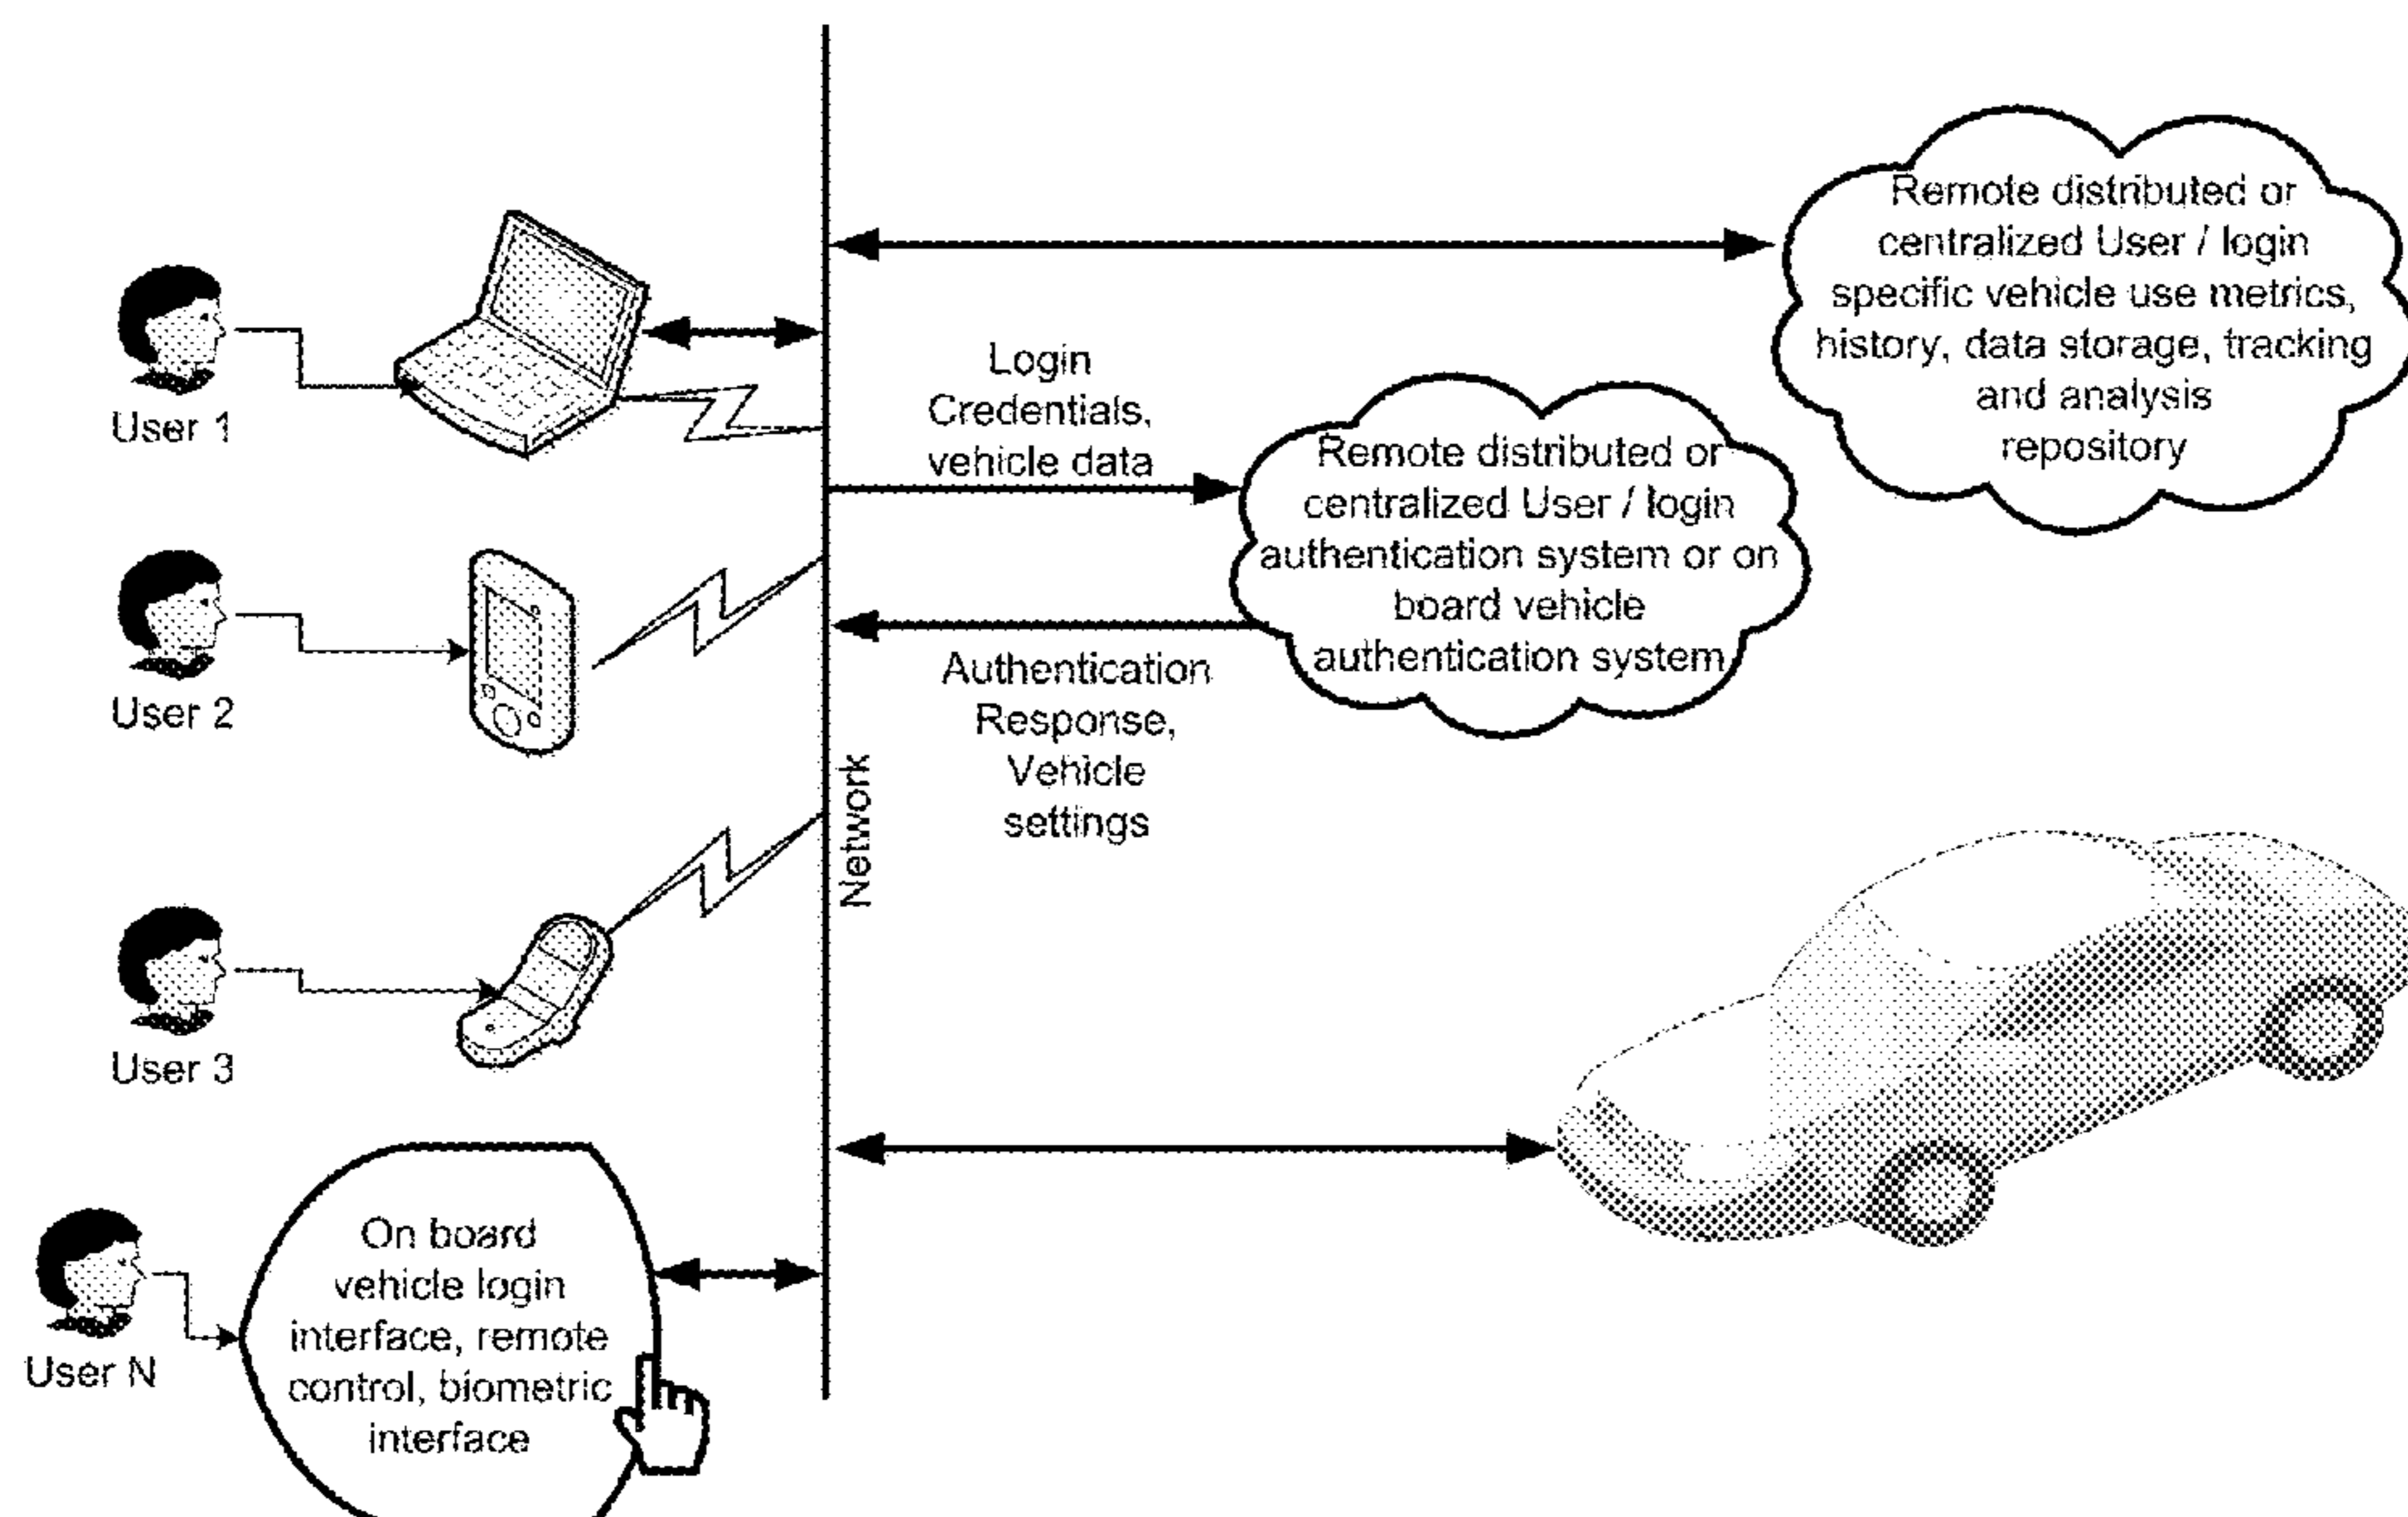 Remote distributed or
centralized User / login
specific vehicle use metrics,
history, data storage, tracking
and analysis
repository
User 1
Login
Credentials,
vehicle data
Remote distributed or
centralized User / login
authentication system or on
board vehicle
authentication system
User 2
Authentication
Response,
Vehicle
settings
Network
User 3
User N
On board
vehicle login
interface, remote
control, biometric
interface